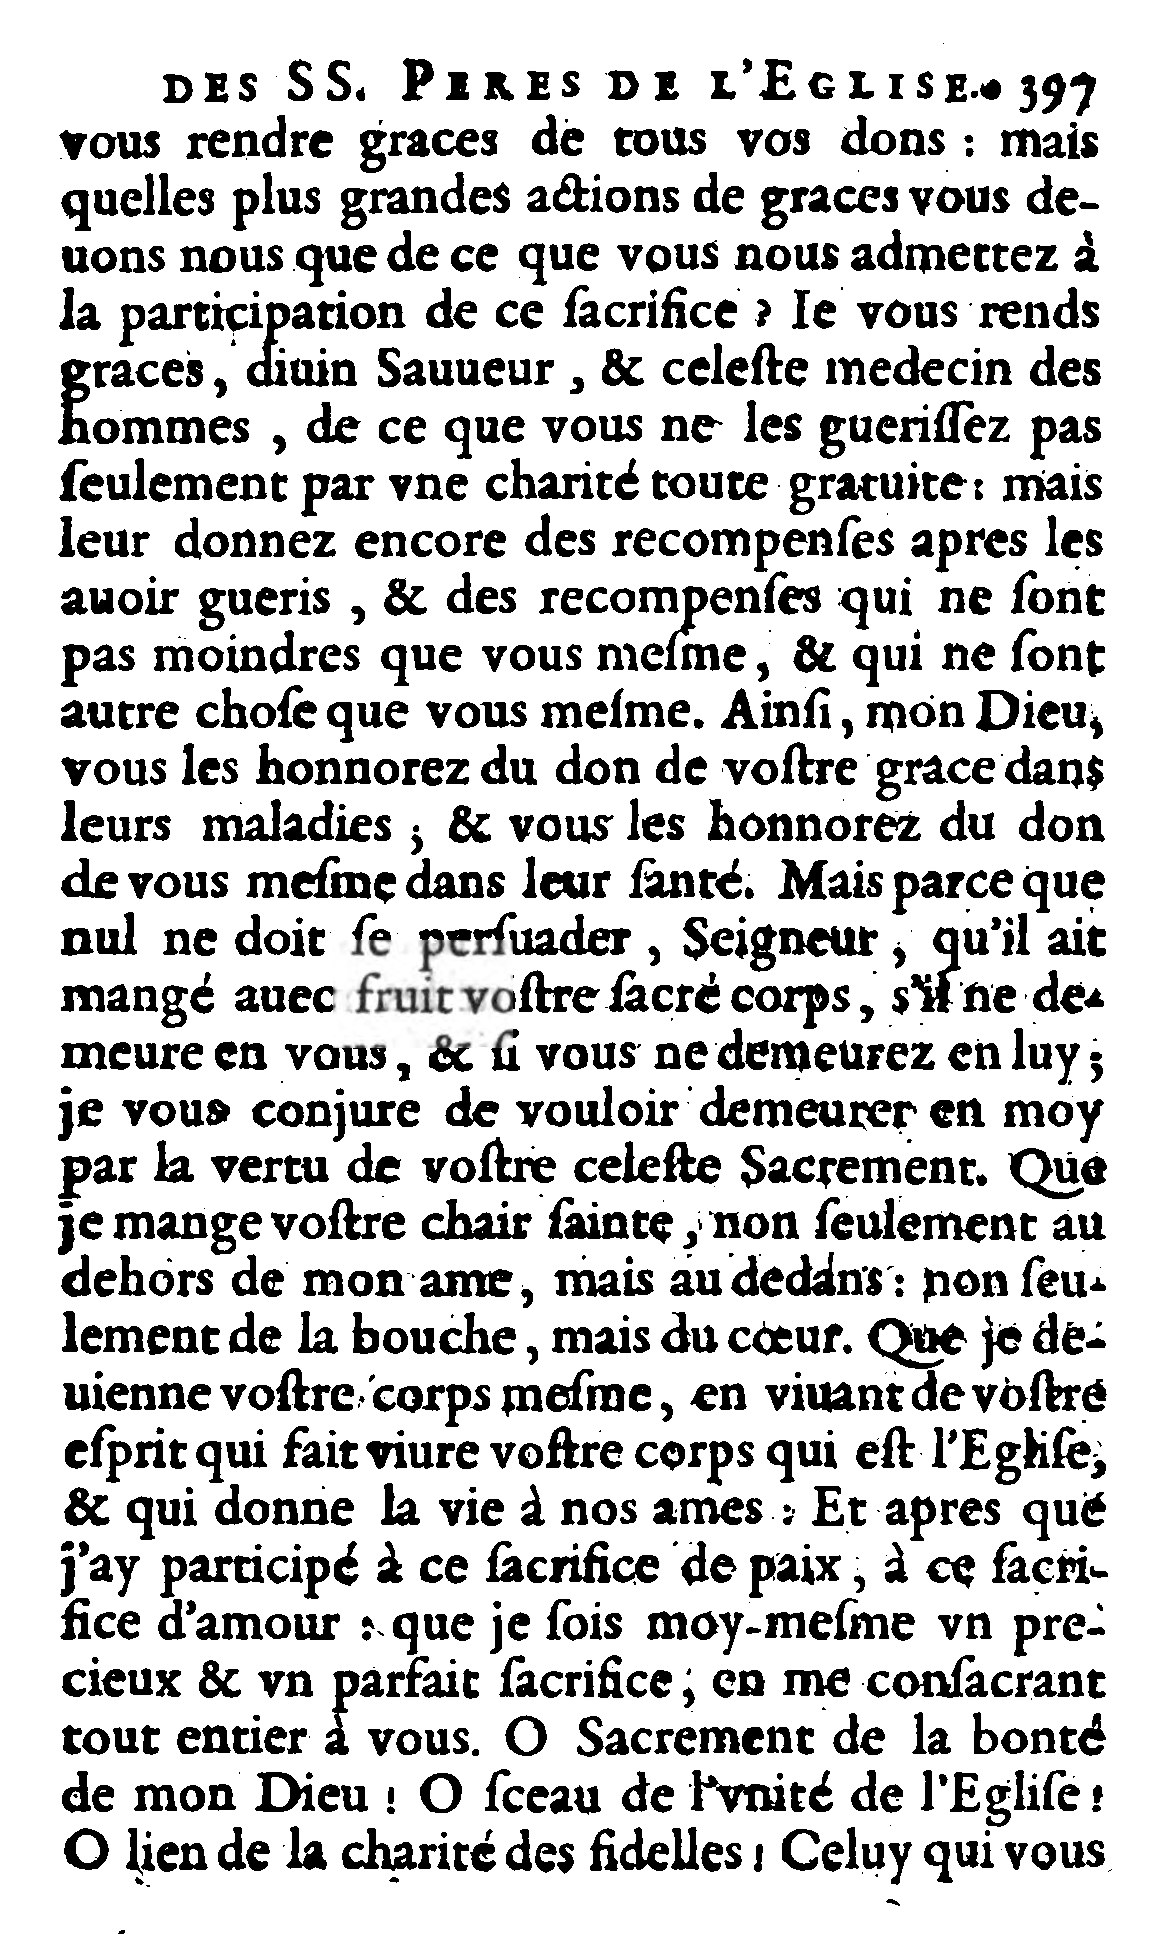 DES SS. PERES DE L'EGLISE. 397
vous rendre graces de tous vos dons : mais
quelles plus grandes actions de graces vous de-
uons nous que de ce que vous nous admettez à
la participation de ce ſacrifice ? Ie vous rends
graces, diuin Sauueur, & celeſte medecin des
hommes, de ce que vous ne les gueriſſez pas
ſeulement par vne charité toute gratuite : mais
leur donnez encore des recompenſes apres les
auoir gueris, & des recompenſes qui ne ſont
pas moindres que vous meſme, & qui ne ſont
autre choſe que vous meſme. Ainſi, mon Dieu,
vous les honnorez du don de voſtre grace dans
leurs maladies ; & vous les honnorez du don
de vous meſme dans leur ſanté. Mais parce que
nul ne doit ſe perſuader, Seigneur, qu'il ait
mangé auec fruit voſtre ſacré corps, s'il ne de-
meure en vous, & ſi vous ne demeurez en luy ;
je vous conjure de vouloir demeurer en moy
par la vertu de voſtre celeſte Sacrement. Que
je mange voſtre chair ſainte, non ſeulement au
dehors de mon ame, mais au dedans : non ſeu-
lement de la bouche, mais du cœur. Que je de-
uienne voſtre corps meſme, en viuant de voſtre
eſprit qui fait viure voſtre corps qui eſt l'Egliſe,
& qui donne la vie à nos ames : Et apres que
j'ay participé à ce ſacrifice de paix, à ce ſacri-
fice d'amour : que je ſois moy-meſme vn pre-
cieux & vn parfait ſacrifice, en me conſacrant
tout entier à vous. O Sacrement de la bonté
de mon Dieu ! O ſceau de l'vnité de l'Egliſe !
O lien de la charité des fidelles ! Celuy qui vous